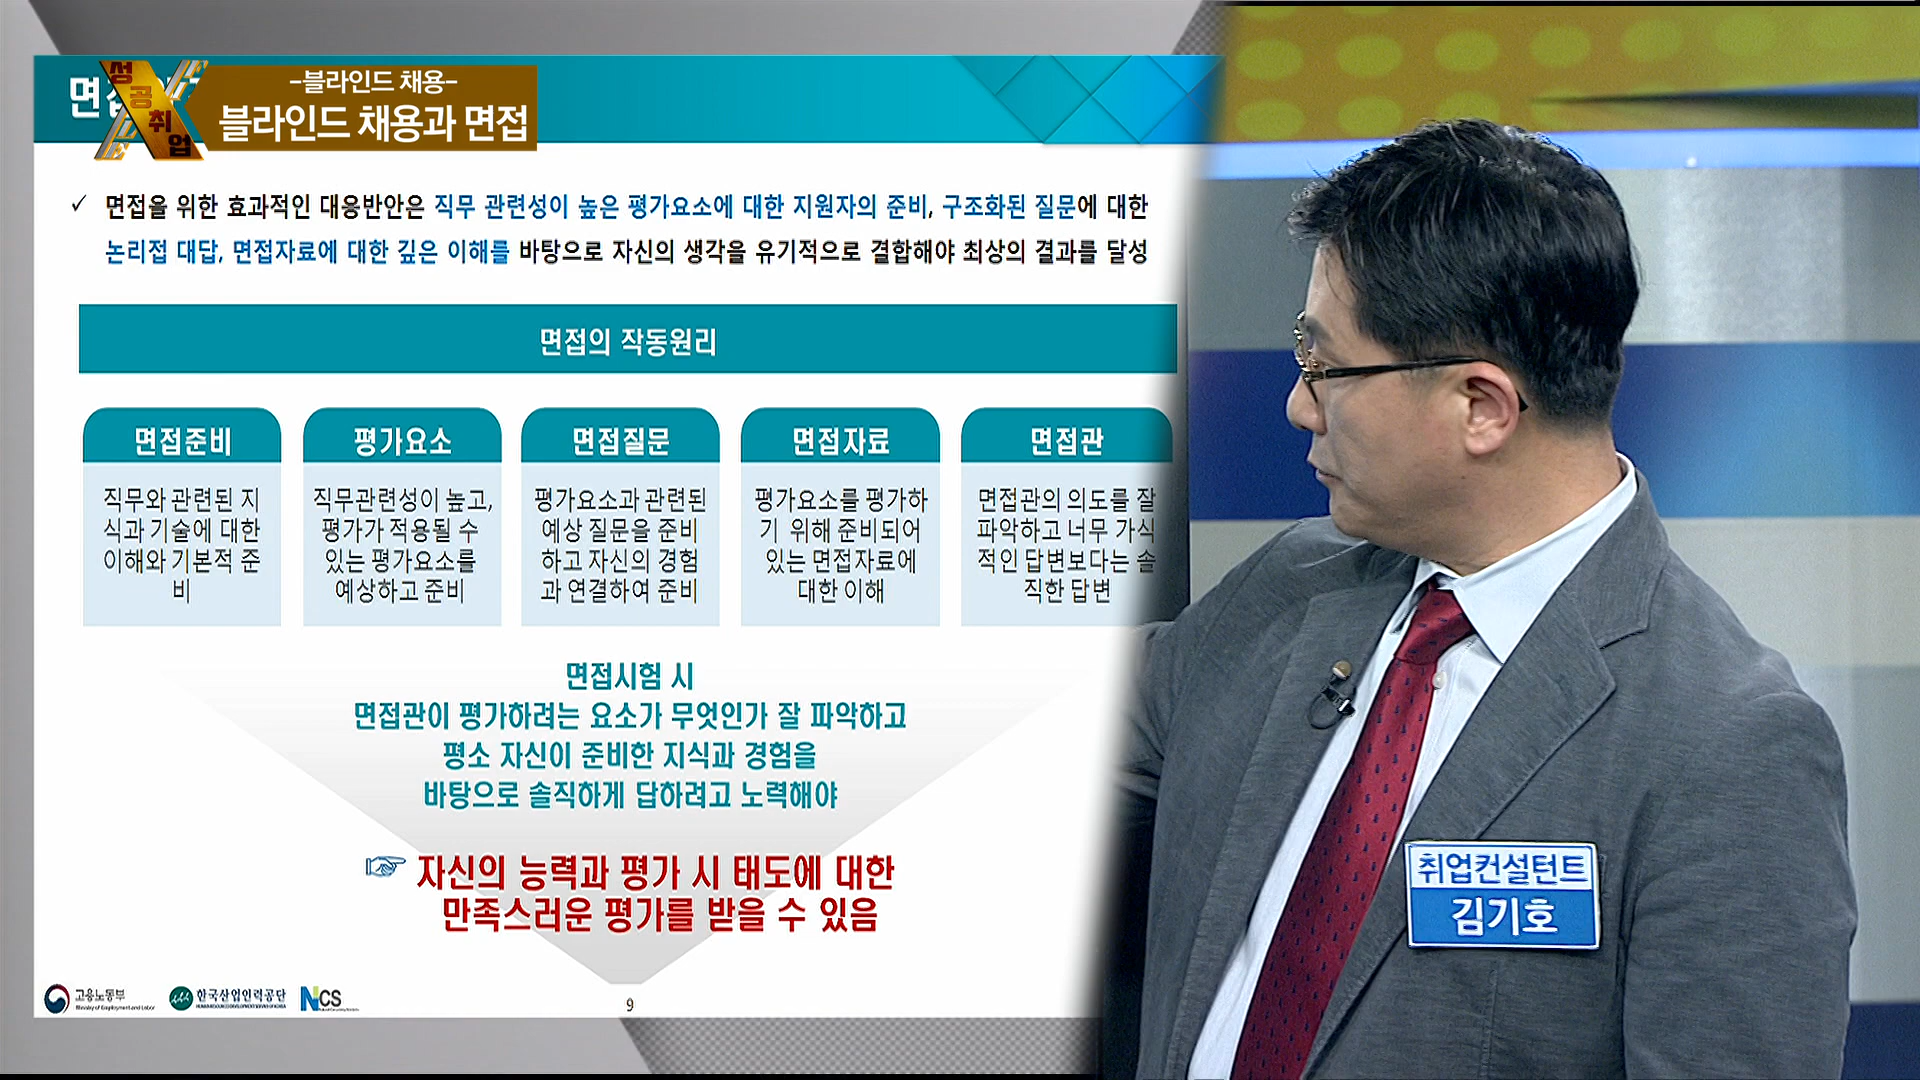 성공취업
-블라인드 채용-
블라인드 채용과 면접
✓ 면접을 위한 효과적인 대응반안은 직무 관련성이 높은 평가요소에 대한 지원자의 준비, 구조화된 질문에 대한
논리접 대답, 면접자료에 대한 깊은 이해를 바탕으로 자신의 생각을 유기적으로 결합해야 최상의 결과를 달성
면접의 작동원리
면접준비
직무와 관련된 지
식과 기술에 대한
이해와 기본적 준
비
평가요소
직무관련성이 높고,
평가가 적용될 수
있는 평가요소를
예상하고 준비
면접질문
평가요소과 관련된
예상 질문을 준비
하고 자신의 경험
과 연결하여 준비
면접자료
평가요소를 평가하
기 위해 준비되어
있는 면접자료에
대한 이해
면접관
면접관의 의도를 잘
파악하고 너무 가식
적인 답변보다는 솔
직한 답변
면접시험 시
면접관이 평가하려는 요소가 무엇인가 잘 파악하고
평소 자신이 준비한 지식과 경험을
바탕으로 솔직하게 답하려고 노력해야
☞ 자신의 능력과 평가 시 태도에 대한
만족스러운 평가를 받을 수 있음
취업컨설턴트
김기호
고용노동부
Ministry of Employment and Labor
한국산업인력공단
HUMAN RESOURCES DEVELOPMENT SERVICE OF KOREA
NCS
9